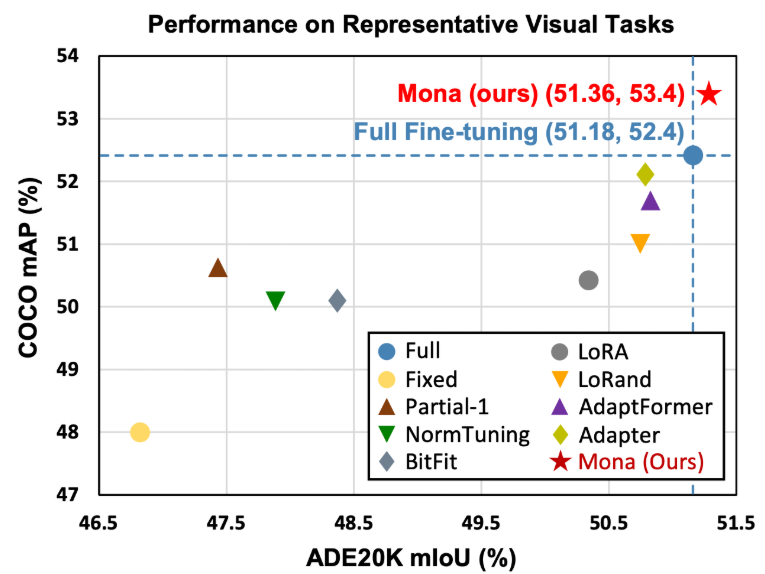 Performance on Representative Visual Tasks
54
53
52
51
50
49
48
47
COCO mAP (%)
Mona (ours) (51.36, 53.4)
Full Fine-tuning (51.18, 52.4)
Full
LoRA
Fixed
LoRand
Partial-1
AdaptFormer
NormTuning
Adapter
BitFit
Mona (Ours)
46.5 47.5 48.5 49.5 50.5 51.5
ADE20K mIoU (%)